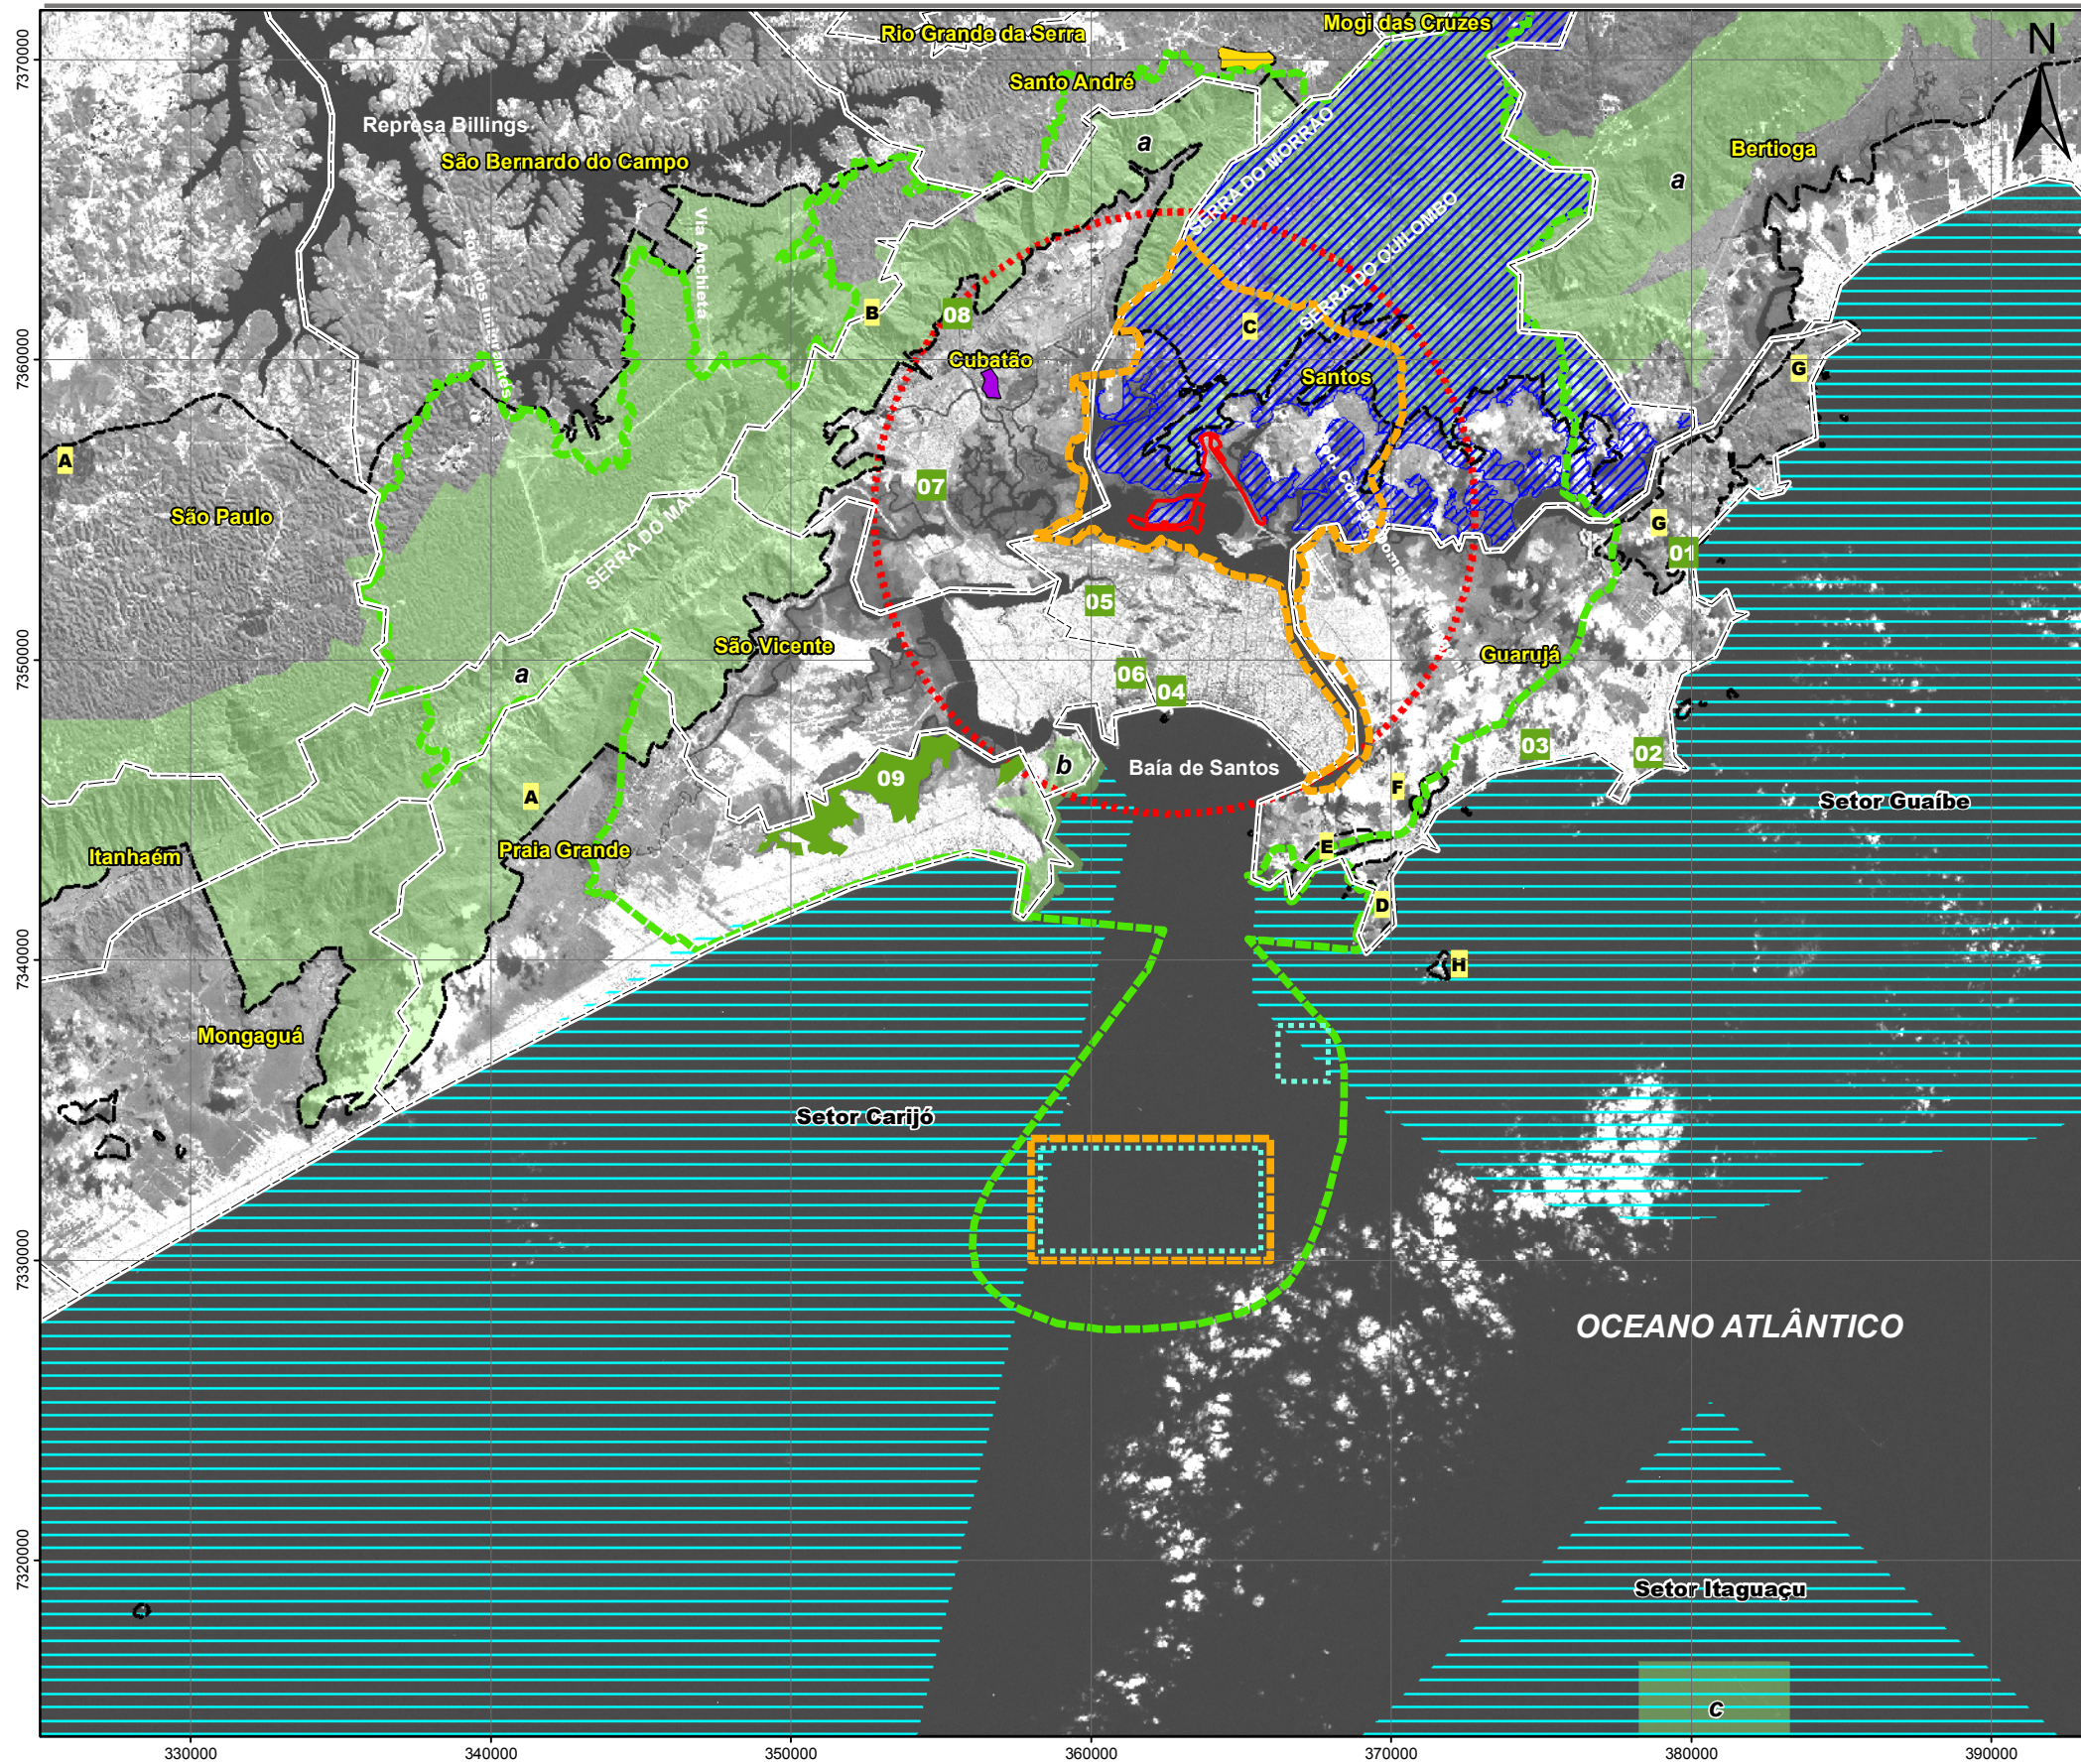 Mogi das Cruzes
Rio Grande da Serra
N
7370000
Santo André
Represa Billings
SERRA DO MORRÃO
a
Bertioga
São Bernardo do Campo
a
Via Anchieta
SERRA DO QUILOMBO
Rod. dos Imigrantes
B
08
C
7360000
Cubatão
G
Santos
A
07
São Paulo
G
SERRA DO MAR
01
05
São Vicente
7350000
Guarujá
a
06
04
03
02
b
Baía de Santos
09
F
A
Setor Guaíbe
Praia Grande
E
Itanhaém
D
7340000
H
Mongaguá
Setor Carijó
7330000
OCEANO ATLÂNTICO
7320000
Setor Itaguaçu
c
330000 340000 350000 360000 370000 380000 390000